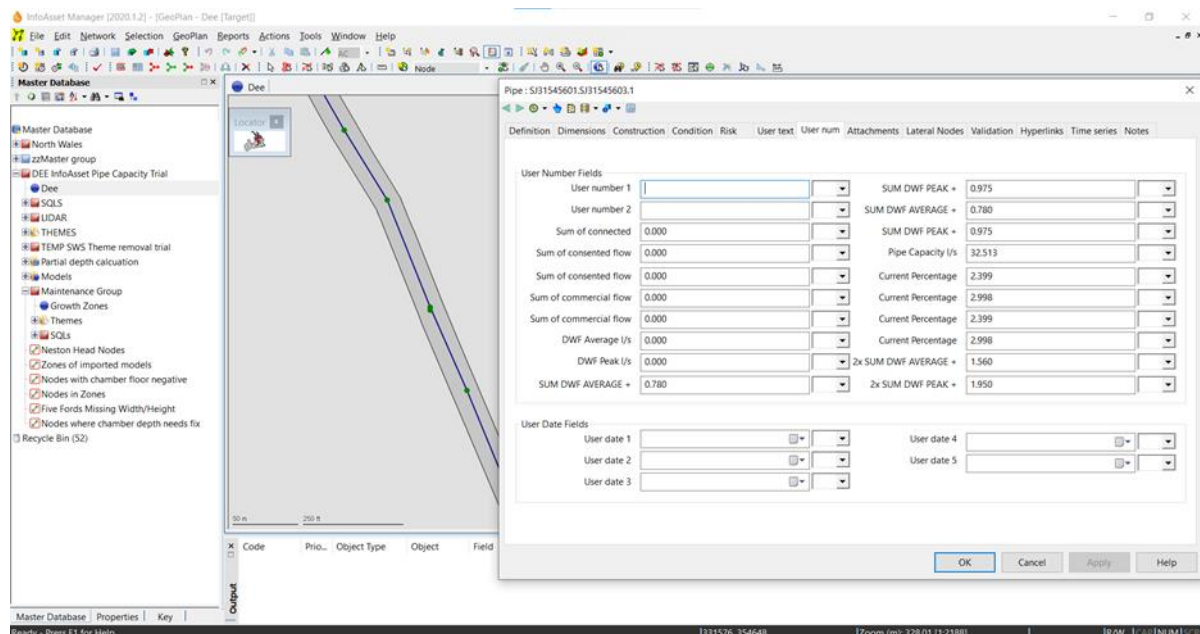 InfoAsset Manager [2020.1.2] - [GeoPlan - Dee [Target]]
File Edit Network Selection GeoPlan Reports Actions Tools Window Help
Node
Master Database
Master Database
North Wales
zzMaster group
DEE InfoAsset Pipe Capacity Trial
Dee
SQLS
LIDAR
THEMES
TEMP SWS Theme removal trial
Partial depth calcuation
Models
Maintenance Group
Growth Zones
Themes
SQLs
Neston Head Nodes
Zones of imported models
Nodes with chamber floor negative
Nodes in Zones
Five Fords Missing Width/Height
Nodes where chamber depth needs fix
Recycle Bin (52)
Master Database Properties Key
Dee
Locator
50 m 250 ft
Code Prio... Object Type Object Field
Output
Pipe : SJ31545601.SJ31545603.1
Definition Dimensions Construction Condition Risk User text User num Attachments Lateral Nodes Validation Hyperlinks Time series Notes
User Number Fields
User number 1 SUM DWF PEAK + 0.975
User number 2 SUM DWF AVERAGE + 0.780
Sum of connected 0.000 SUM DWF PEAK + 0.975
Sum of consented flow 0.000 Pipe Capacity l/s 32.513
Sum of consented flow 0.000 Current Percentage 2.399
Sum of commercial flow 0.000 Current Percentage 2.998
Sum of commercial flow 0.000 Current Percentage 2.399
DWF Average l/s 0.000 Current Percentage 2.998
DWF Peak l/s 0.000 2x SUM DWF AVERAGE + 1.560
SUM DWF AVERAGE + 0.780 2x SUM DWF PEAK + 1.950
User Date Fields
User date 1 User date 4
User date 2 User date 5
User date 3
OK Cancel Apply Help
Ready - Press F1 for Help 331576, 354648 Zoom (m): 328.01 (1:2188)